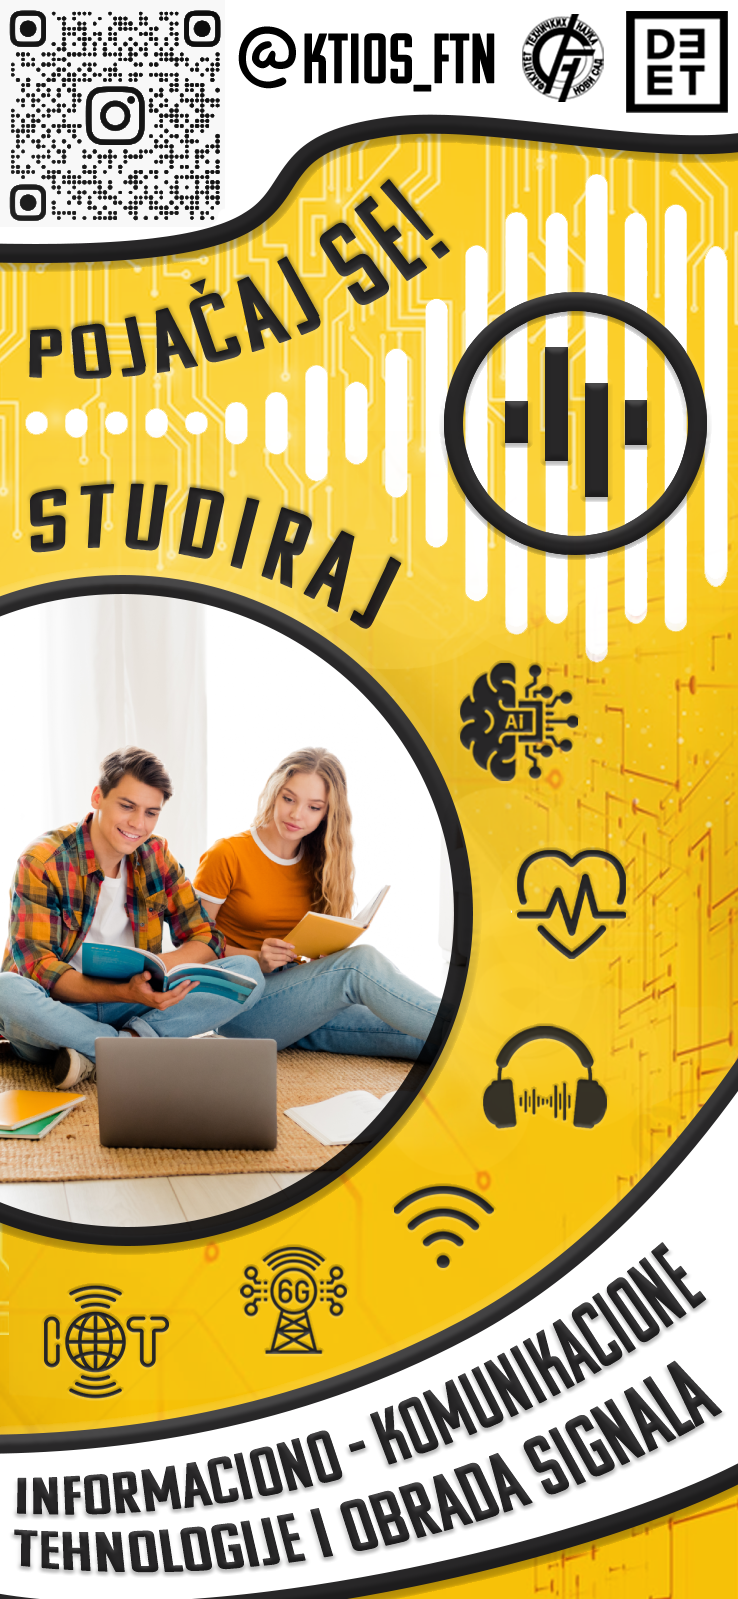 @KTIOS_FTN
ФАКУЛТЕТ ТЕХНИЧКИХ НАУКА
НОВИ САД
DEET
POJAČAJ SE!
STUDIRAJ
AI
6G
IOT
INFORMACIONO - KOMUNIKACIONE
TEHNOLOGIJE I OBRADA SIGNALA